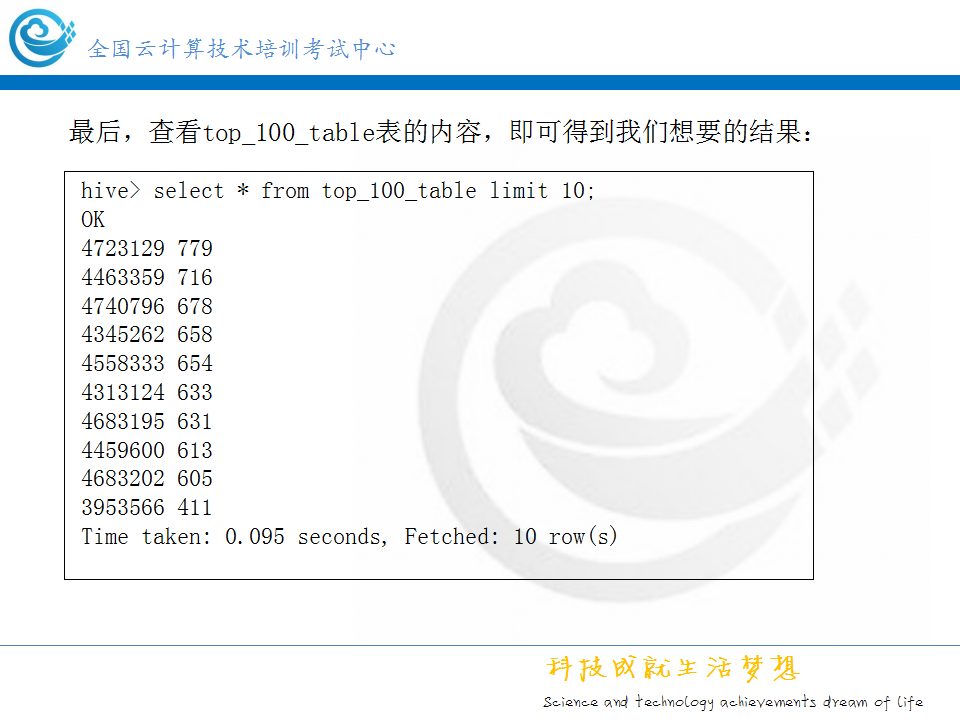 全国云计算技术培训考试中心
最后，查看top_100_table表的内容，即可得到我们想要的结果：
hive> select * from top_100_table limit 10;
OK
4723129 779
4463359 716
4740796 678
4345262 658
4558333 654
4313124 633
4683195 631
4459600 613
4683202 605
3953566 411
Time taken: 0.095 seconds, Fetched: 10 row(s)
科技成就生活梦想
Science and technology achievements dream of life